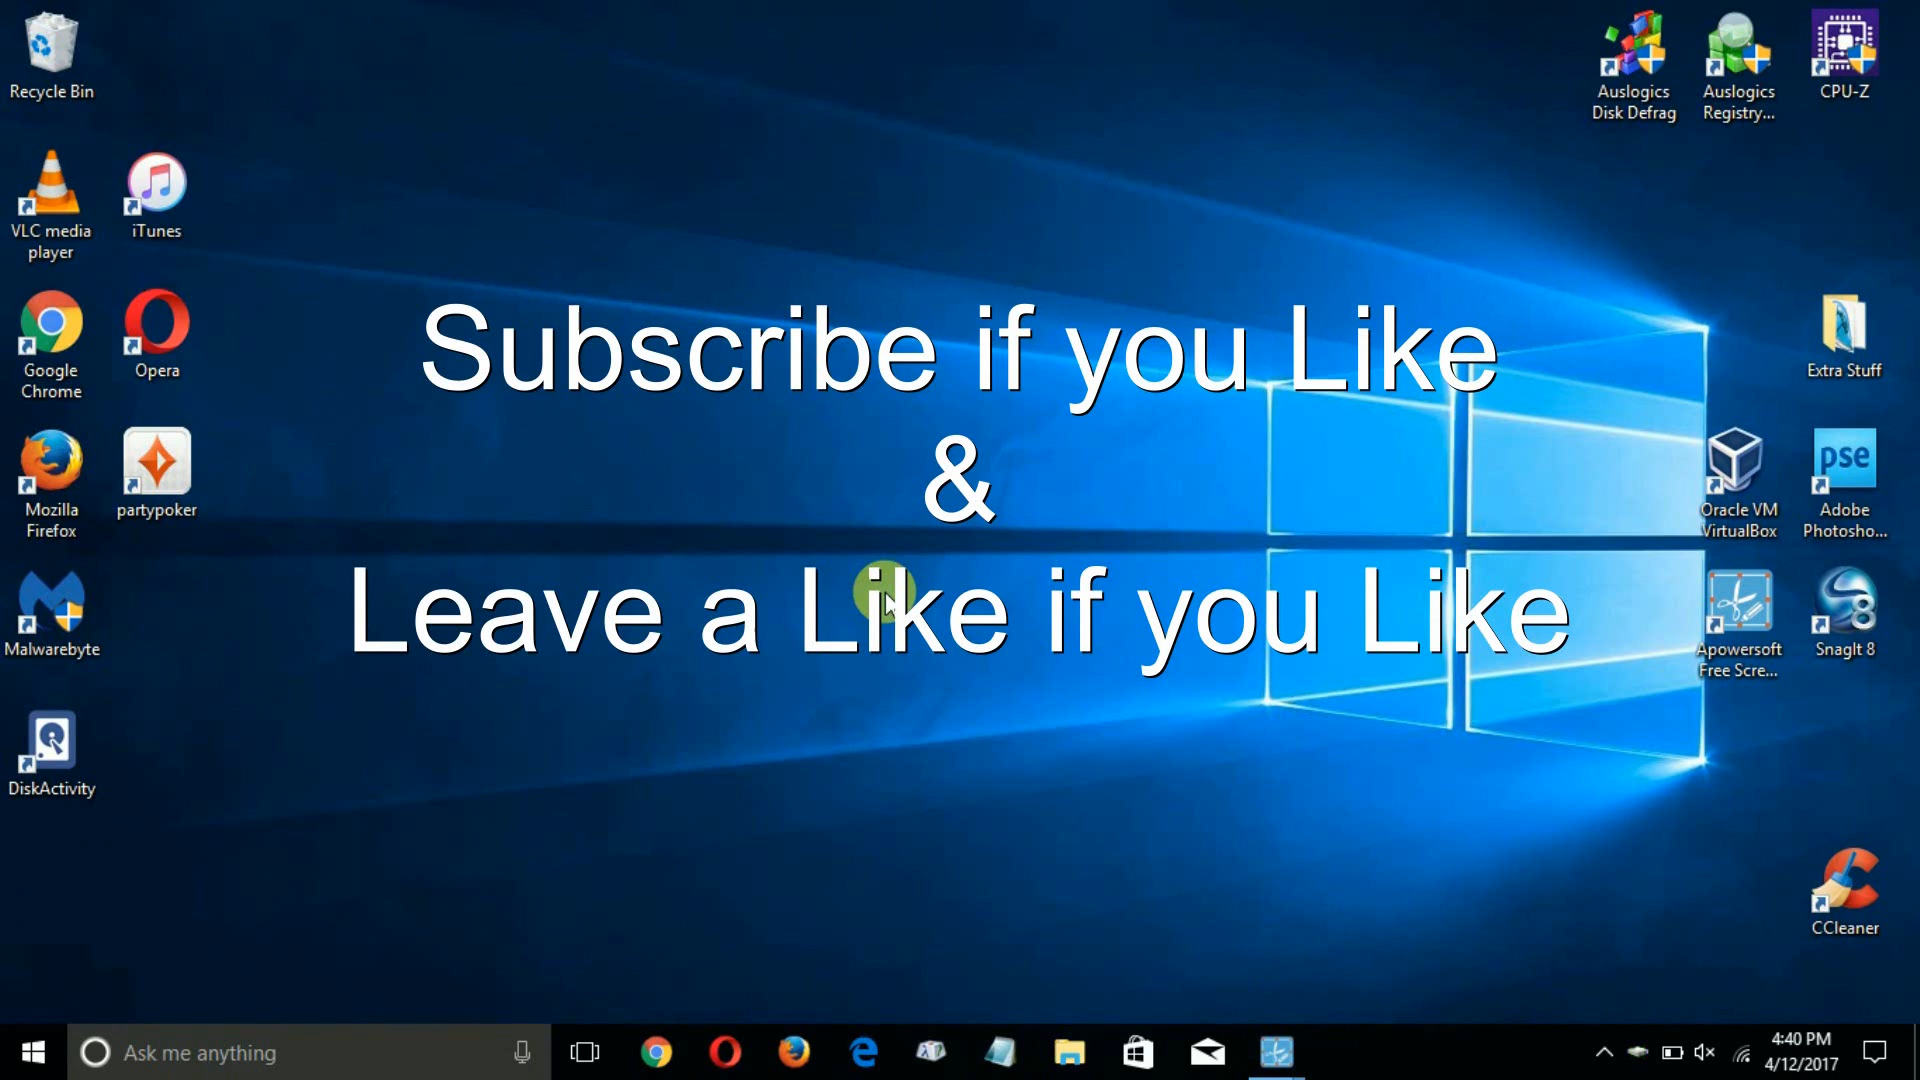 Recycle Bin
Auslogics
Disk Defrag
Auslogics
Registry...
CPU-Z
VLC media
player
iTunes
Google
Chrome
Opera
Subscribe if you Like
&
Leave a Like if you Like
Extra Stuff
Mozilla
Firefox
partypoker
Oracle VM
VirtualBox
pse
Adobe
Photosho...
Malwarebyte
Apowersoft
Free Scre...
8
SnagIt 8
DiskActivity
CCleaner
Ask me anything
4:40 PM
4/12/2017